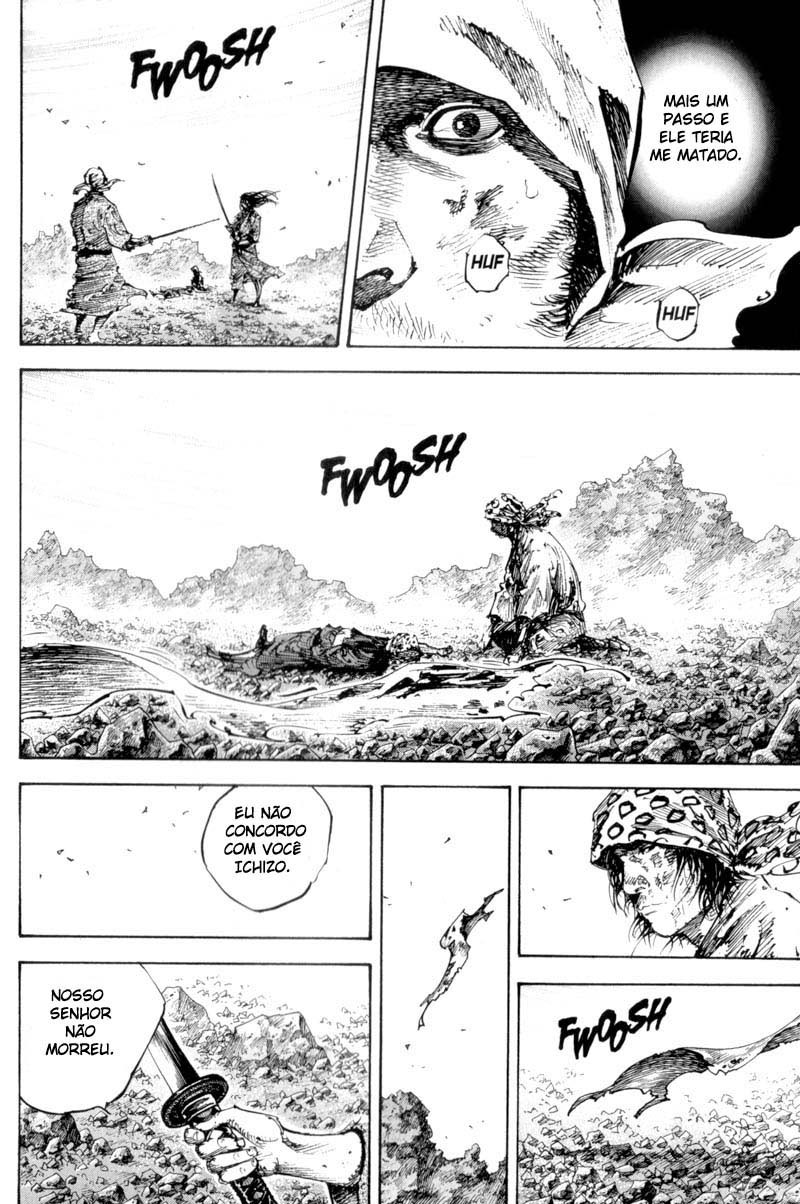 MAIS UM
PASSO E
ELE TERIA
ME MATADO.
HUF
HUF
FWOOSH
FWOOSH
FWOOSH
EU NÃO
CONCORDO
COM VOCÊ
ICHIZO.
NOSSO
SENHOR
NÃO
MORREU.